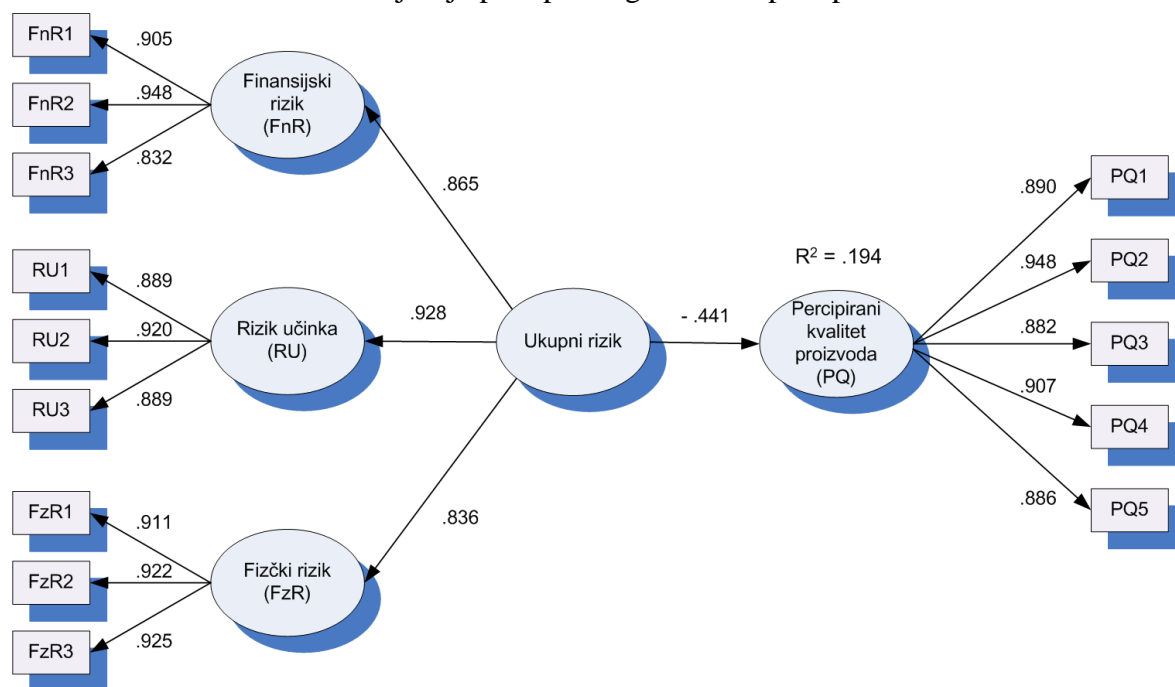 FnR1
FnR2
FnR3
.905
.948
.832
Finansijski
rizik
(FnR)
.865
RU1
RU2
RU3
.889
.920
.889
Rizik učinka
(RU)
.928
FzR1
FzR2
FzR3
.911
.922
.925
Fizčki rizik
(FzR)
.836
Ukupni rizik
- .441
R² = .194
Percipirani
kvalitet
proizvoda
(PQ)
.890
.948
.882
.907
.886
PQ1
PQ2
PQ3
PQ4
PQ5